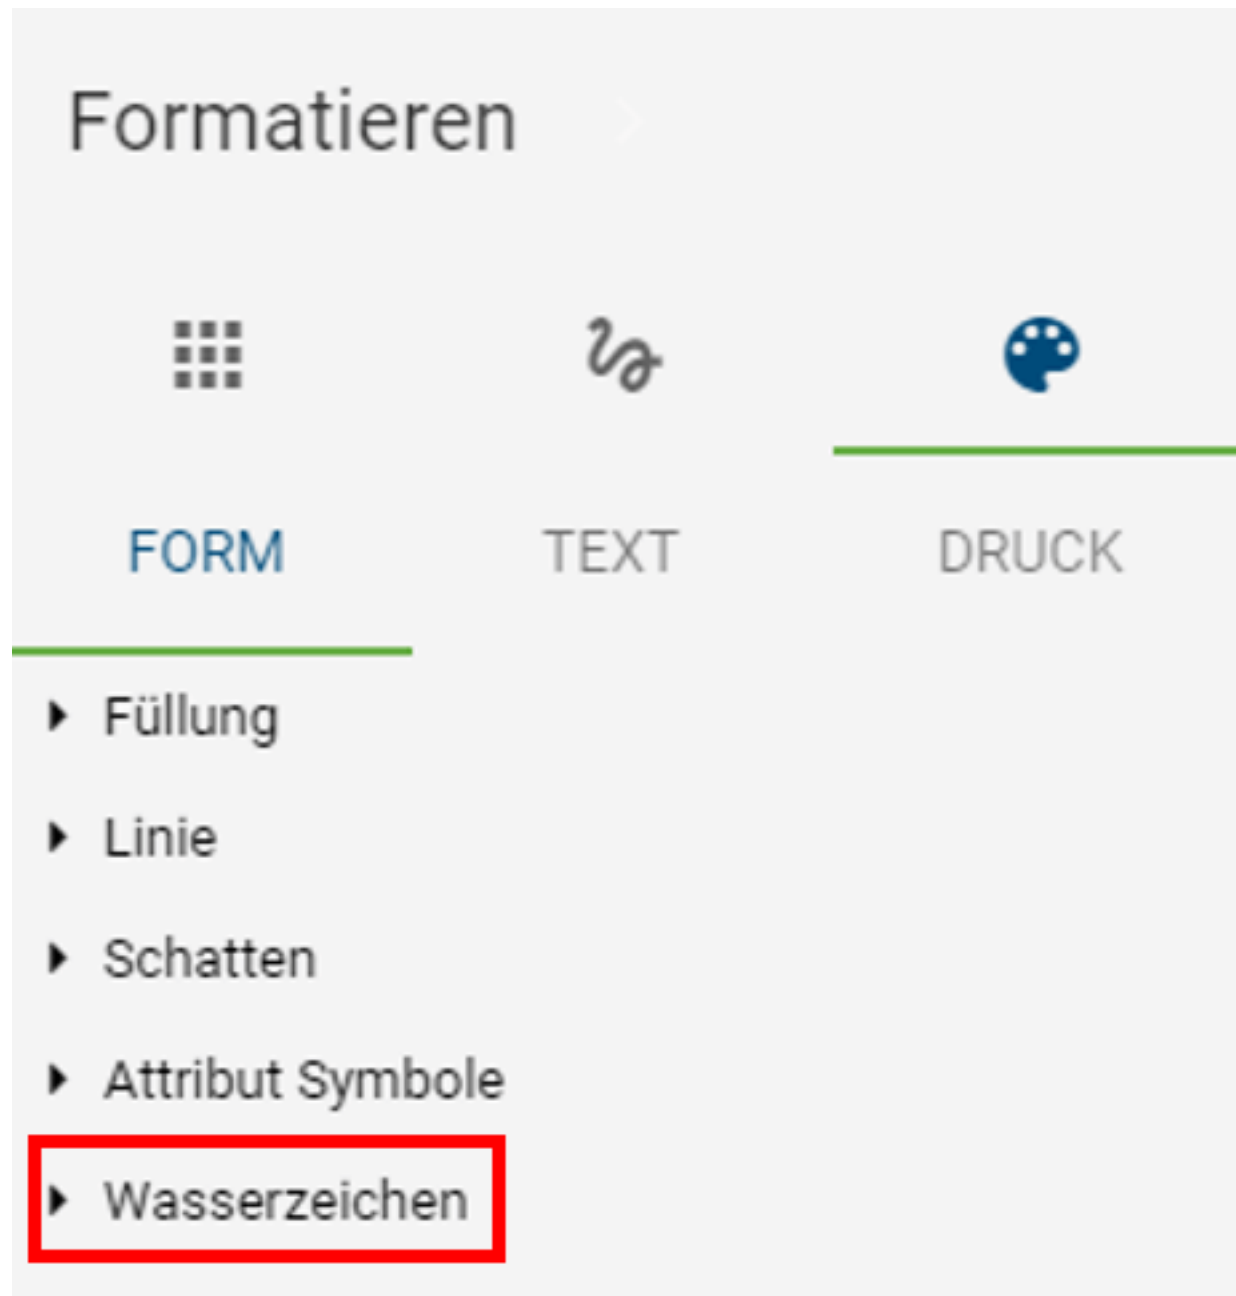 Formatieren
FORM TEXT DRUCK
Füllung
Linie
Schatten
Attribut Symbole
Wasserzeichen